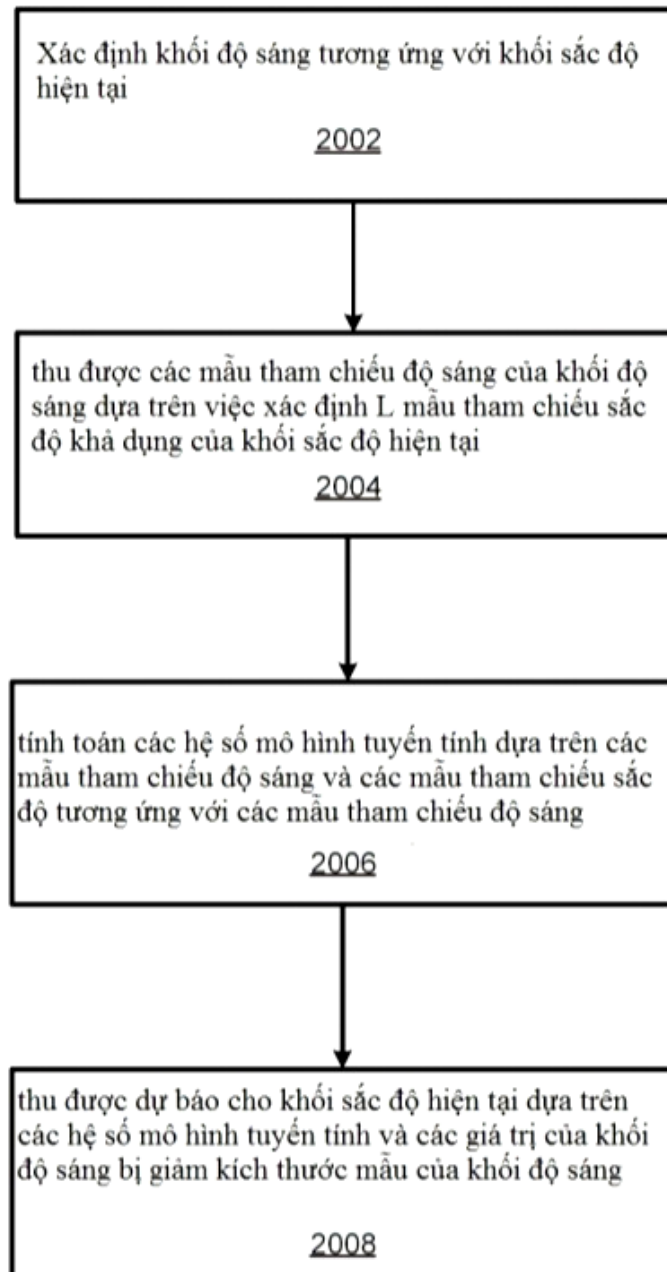 Xác định khối độ sáng tương ứng với khối sắc độ
hiện tại
2002
thu được các mẫu tham chiếu độ sáng của khối độ
sáng dựa trên việc xác định L mẫu tham chiếu sắc
độ khả dụng của khối sắc độ hiện tại
2004
tính toán các hệ số mô hình tuyến tính dựa trên các
mẫu tham chiếu độ sáng và các mẫu tham chiếu sắc
độ tương ứng với các mẫu tham chiếu độ sáng
2006
thu được dự báo cho khối sắc độ hiện tại dựa trên
các hệ số mô hình tuyến tính và các giá trị của khối
độ sáng bị giảm kích thước mẫu của khối độ sáng
2008